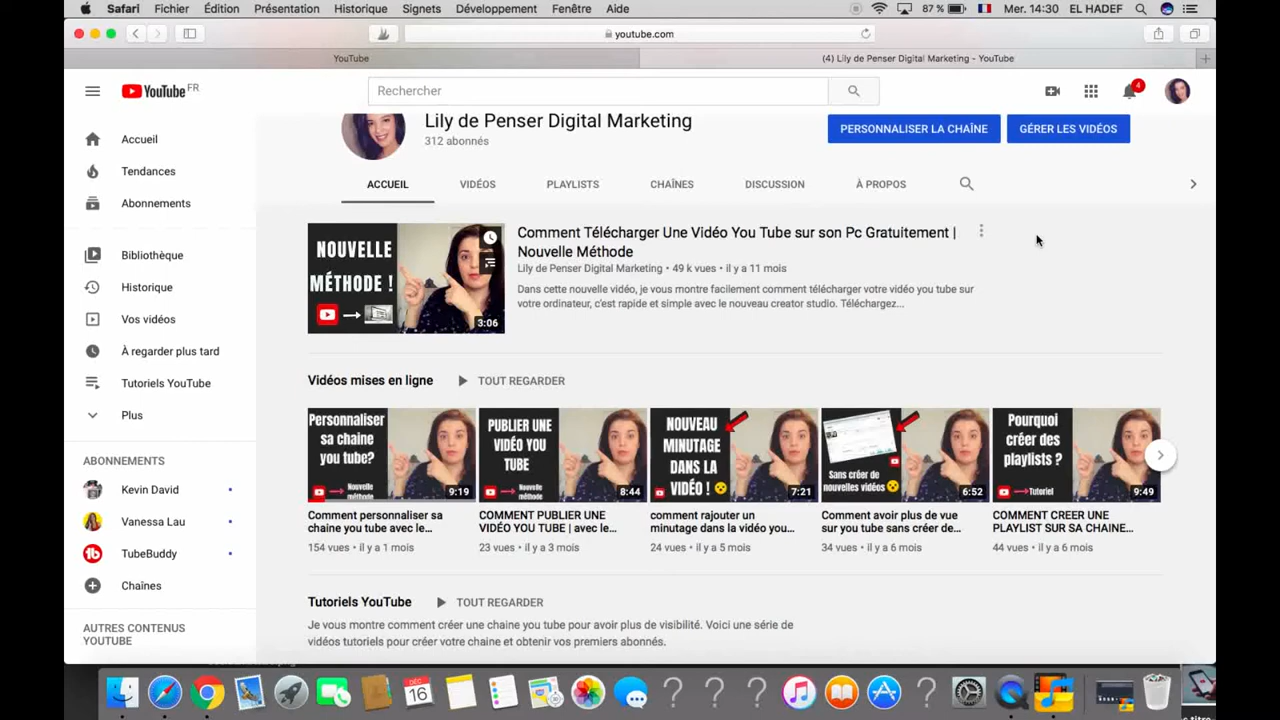 Safari Fichier Édition Présentation Historique Signets Développement Fenêtre Aide 87 % Mer. 14:30 EL HADEF
youtube.com
YouTube
(4) Lily de Penser Digital Marketing - YouTube
YouTube FR
Rechercher
4
Accueil
Tendances
Abonnements
Bibliothèque
Historique
Vos vidéos
À regarder plus tard
Tutoriels YouTube
Plus
ABONNEMENTS
Kevin David
Vanessa Lau
TubeBuddy
Chaînes
AUTRES CONTENUS
YOUTUBE
Lily de Penser Digital Marketing
312 abonnés
PERSONNALISER LA CHAÎNE
GÉRER LES VIDÉOS
ACCUEIL VIDÉOS PLAYLISTS CHAÎNES DISCUSSION À PROPOS
NOUVELLE
MÉTHODE !
3:06
Comment Télécharger Une Vidéo You Tube sur son Pc Gratuitement |
Nouvelle Méthode
Lily de Penser Digital Marketing • 49 k vues • il y a 11 mois
Dans cette nouvelle vidéo, je vous montre facilement comment télécharger votre vidéo you tube sur
votre ordinateur, c'est rapide et simple avec le nouveau creator studio. Téléchargez...
Vidéos mises en ligne
TOUT REGARDER
Personnaliser
sa chaine
you tube?
Nouvelle
méthode
9:19
Comment personnaliser sa
chaine you tube avec le...
154 vues • il y a 1 mois
PUBLIER UNE
VIDÉO YOU
TUBE
Nouvelle
méthode
8:44
COMMENT PUBLIER UNE
VIDÉO YOU TUBE | avec le...
23 vues • il y a 3 mois
NOUVEAU
MINUTAGE
DANS LA
VIDÉO !
7:21
comment rajouter un
minutage dans la vidéo you...
24 vues • il y a 5 mois
Sans créer de
nouvelles vidéos
6:52
Comment avoir plus de vue
sur you tube sans créer de...
34 vues • il y a 6 mois
Pourquoi
créer des
playlists ?
Tutoriel
9:49
COMMENT CREER UNE
PLAYLIST SUR SA CHAINE...
44 vues • il y a 6 mois
Tutoriels YouTube
TOUT REGARDER
Je vous montre comment créer une chaine you tube pour avoir plus de visibilité. Voici une série de
vidéos tutoriels pour créer votre chaine et obtenir vos premiers abonnés.
DÉC
16